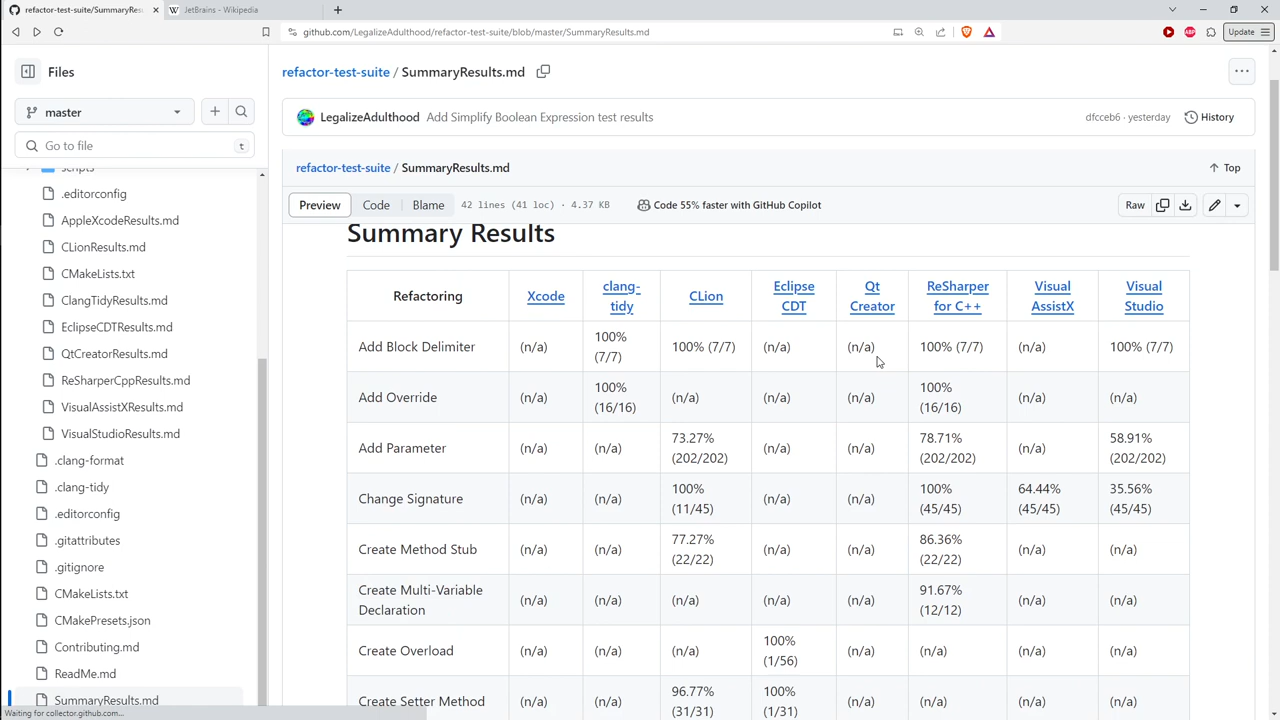 refactor-test-suite/SummaryRes
JetBrains - Wikipedia
github.com/LegalizeAdulthood/refactor-test-suite/blob/master/SummaryResults.md
ABP
Update
Files
refactor-test-suite / SummaryResults.md
master
LegalizeAdulthood Add Simplify Boolean Expression test results
dfcceb6 · yesterday
History
Go to file
t
refactor-test-suite / SummaryResults.md
Top
scripts
.editorconfig
AppleXcodeResults.md
CLionResults.md
CMakeLists.txt
ClangTidyResults.md
EclipseCDTResults.md
QtCreatorResults.md
ReSharperCppResults.md
VisualAssistXResults.md
VisualStudioResults.md
.clang-format
.clang-tidy
.editorconfig
.gitattributes
.gitignore
CMakeLists.txt
CMakePresets.json
Contributing.md
ReadMe.md
SummaryResults.md
Waiting for collector.github.com...
Preview
Code
Blame
42 lines (41 loc) · 4.37 KB
Code 55% faster with GitHub Copilot
Raw
Summary Results
Refactoring Xcode clang-tidy CLion Eclipse CDT Qt Creator ReSharper for C++ Visual AssistX Visual Studio
Add Block Delimiter (n/a) 100% (7/7) 100% (7/7) (n/a) (n/a) 100% (7/7) (n/a) 100% (7/7)
Add Override (n/a) 100% (16/16) (n/a) (n/a) (n/a) 100% (16/16) (n/a) (n/a)
Add Parameter (n/a) (n/a) 73.27% (202/202) (n/a) (n/a) 78.71% (202/202) (n/a) 58.91% (202/202)
Change Signature (n/a) (n/a) 100% (11/45) (n/a) (n/a) 100% (45/45) 64.44% (45/45) 35.56% (45/45)
Create Method Stub (n/a) (n/a) 77.27% (22/22) (n/a) (n/a) 86.36% (22/22) (n/a) (n/a)
Create Multi-Variable Declaration (n/a) (n/a) (n/a) (n/a) (n/a) 91.67% (12/12) (n/a) (n/a)
Create Overload (n/a) (n/a) (n/a) 100% (1/56) (n/a) (n/a) (n/a) (n/a)
Create Setter Method (n/a) (n/a) 96.77% (31/31) 100% (1/31) (n/a) (n/a) (n/a) (n/a)